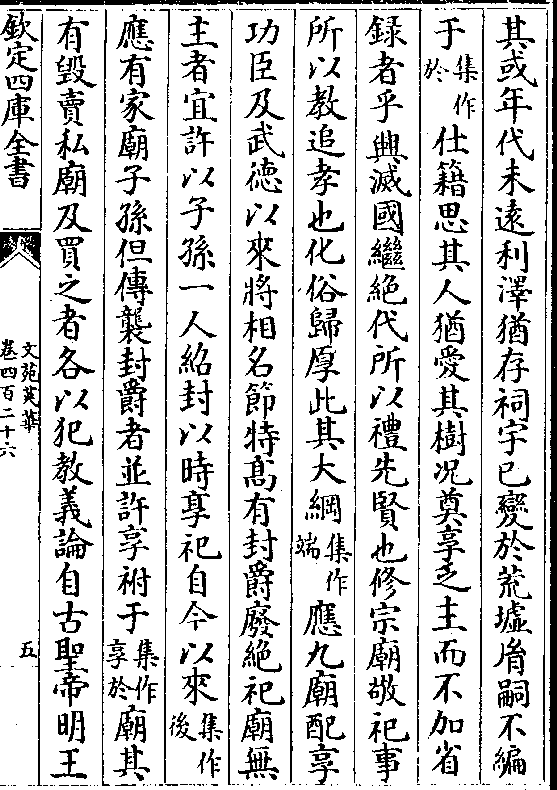 其或年代未逺利澤猶存祠宇已變於荒墟胥嗣不編
于集作於仕籍思其人猶愛其樹况奠享乏主而不加省
録者乎興滅國繼絶代所以禮先賢也修宗廟敬祀事
所以教追孝也化俗歸厚此其大綱集作端應九廟配享
功臣及武徳以來將相名節特髙有封爵廢絶祀廟無
主者宜許以子孫一人紹封以時享祀自今以來集作後
應有家廟子孫但傳襲封爵者並許享祔于集作享於廟其
有毁賣私廟及買之者各以犯教義論自古聖帝明王
欽定四庫全書
文苑英華
卷四百二十六
五